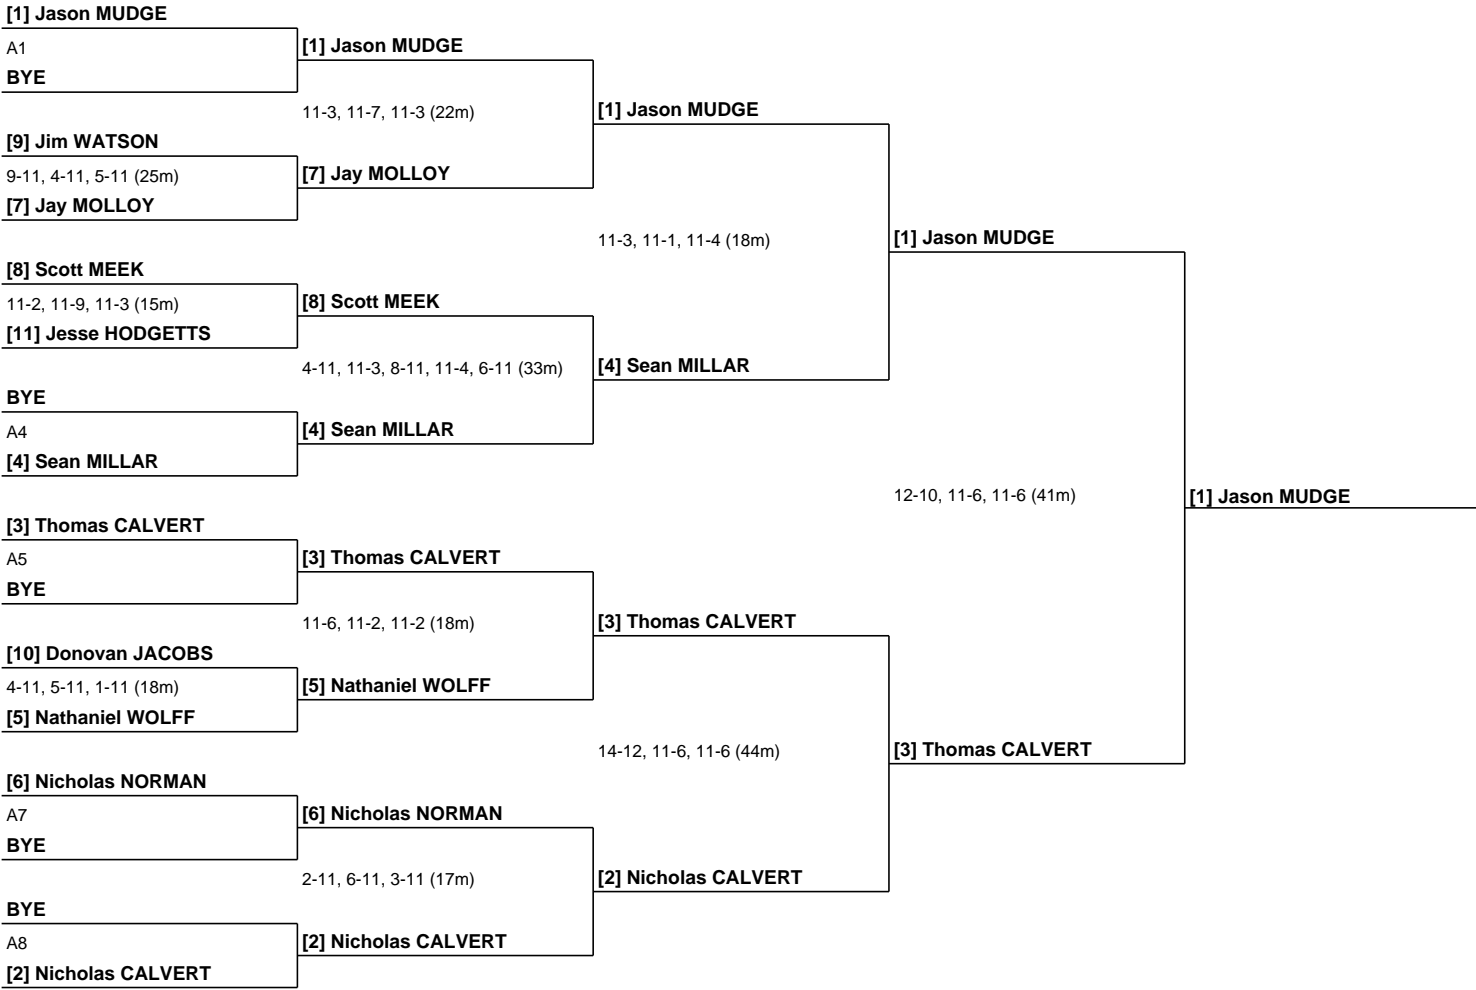 [1] Jason MUDGE
A1
BYE
[9] Jim WATSON
9-11, 4-11, 5-11 (25m)
[7] Jay MOLLOY
[8] Scott MEEK
11-2, 11-9, 11-3 (15m)
[11] Jesse HODGETTS
BYE
A4
[4] Sean MILLAR
[3] Thomas CALVERT
A5
BYE
[10] Donovan JACOBS
4-11, 5-11, 1-11 (18m)
[5] Nathaniel WOLFF
[6] Nicholas NORMAN
A7
BYE
BYE
A8
[2] Nicholas CALVERT
[1] Jason MUDGE
11-3, 11-7, 11-3 (22m)
[7] Jay MOLLOY
[8] Scott MEEK
4-11, 11-3, 8-11, 11-4, 6-11 (33m)
[4] Sean MILLAR
[3] Thomas CALVERT
11-6, 11-2, 11-2 (18m)
[5] Nathaniel WOLFF
[6] Nicholas NORMAN
2-11, 6-11, 3-11 (17m)
[2] Nicholas CALVERT
[1] Jason MUDGE
11-3, 11-1, 11-4 (18m)
[4] Sean MILLAR
[3] Thomas CALVERT
14-12, 11-6, 11-6 (44m)
[2] Nicholas CALVERT
[1] Jason MUDGE
12-10, 11-6, 11-6 (41m)
[3] Thomas CALVERT
[1] Jason MUDGE